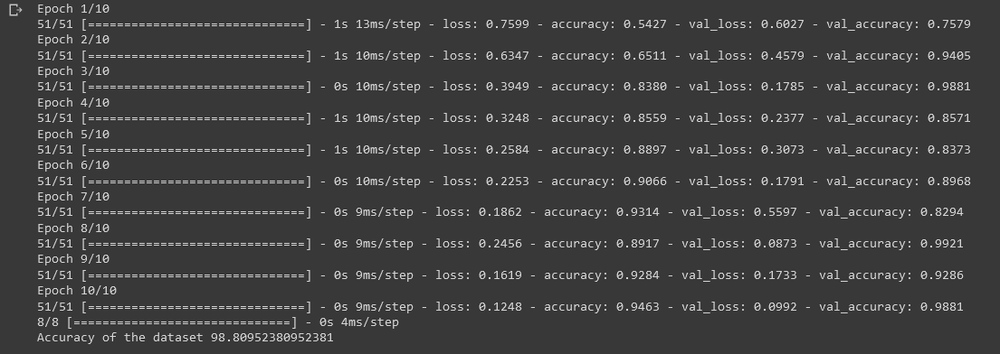 Epoch 1/10
51/51 [==============================] - 1s 13ms/step - loss: 0.7599 - accuracy: 0.5427 - val_loss: 0.6027 - val_accuracy: 0.7579
Epoch 2/10
51/51 [==============================] - 1s 10ms/step - loss: 0.6347 - accuracy: 0.6511 - val_loss: 0.4579 - val_accuracy: 0.9405
Epoch 3/10
51/51 [==============================] - 0s 10ms/step - loss: 0.3949 - accuracy: 0.8380 - val_loss: 0.1785 - val_accuracy: 0.9881
Epoch 4/10
51/51 [==============================] - 1s 10ms/step - loss: 0.3248 - accuracy: 0.8559 - val_loss: 0.2377 - val_accuracy: 0.8571
Epoch 5/10
51/51 [==============================] - 1s 10ms/step - loss: 0.2584 - accuracy: 0.8897 - val_loss: 0.3073 - val_accuracy: 0.8373
Epoch 6/10
51/51 [==============================] - 0s 10ms/step - loss: 0.2253 - accuracy: 0.9066 - val_loss: 0.1791 - val_accuracy: 0.8968
Epoch 7/10
51/51 [==============================] - 0s 9ms/step - loss: 0.1862 - accuracy: 0.9314 - val_loss: 0.5597 - val_accuracy: 0.8294
Epoch 8/10
51/51 [==============================] - 0s 9ms/step - loss: 0.2456 - accuracy: 0.8917 - val_loss: 0.0873 - val_accuracy: 0.9921
Epoch 9/10
51/51 [==============================] - 0s 9ms/step - loss: 0.1619 - accuracy: 0.9284 - val_loss: 0.1733 - val_accuracy: 0.9286
Epoch 10/10
51/51 [==============================] - 0s 9ms/step - loss: 0.1248 - accuracy: 0.9463 - val_loss: 0.0992 - val_accuracy: 0.9881
8/8 [==============================] - 0s 4ms/step
Accuracy of the dataset 98.80952380952381